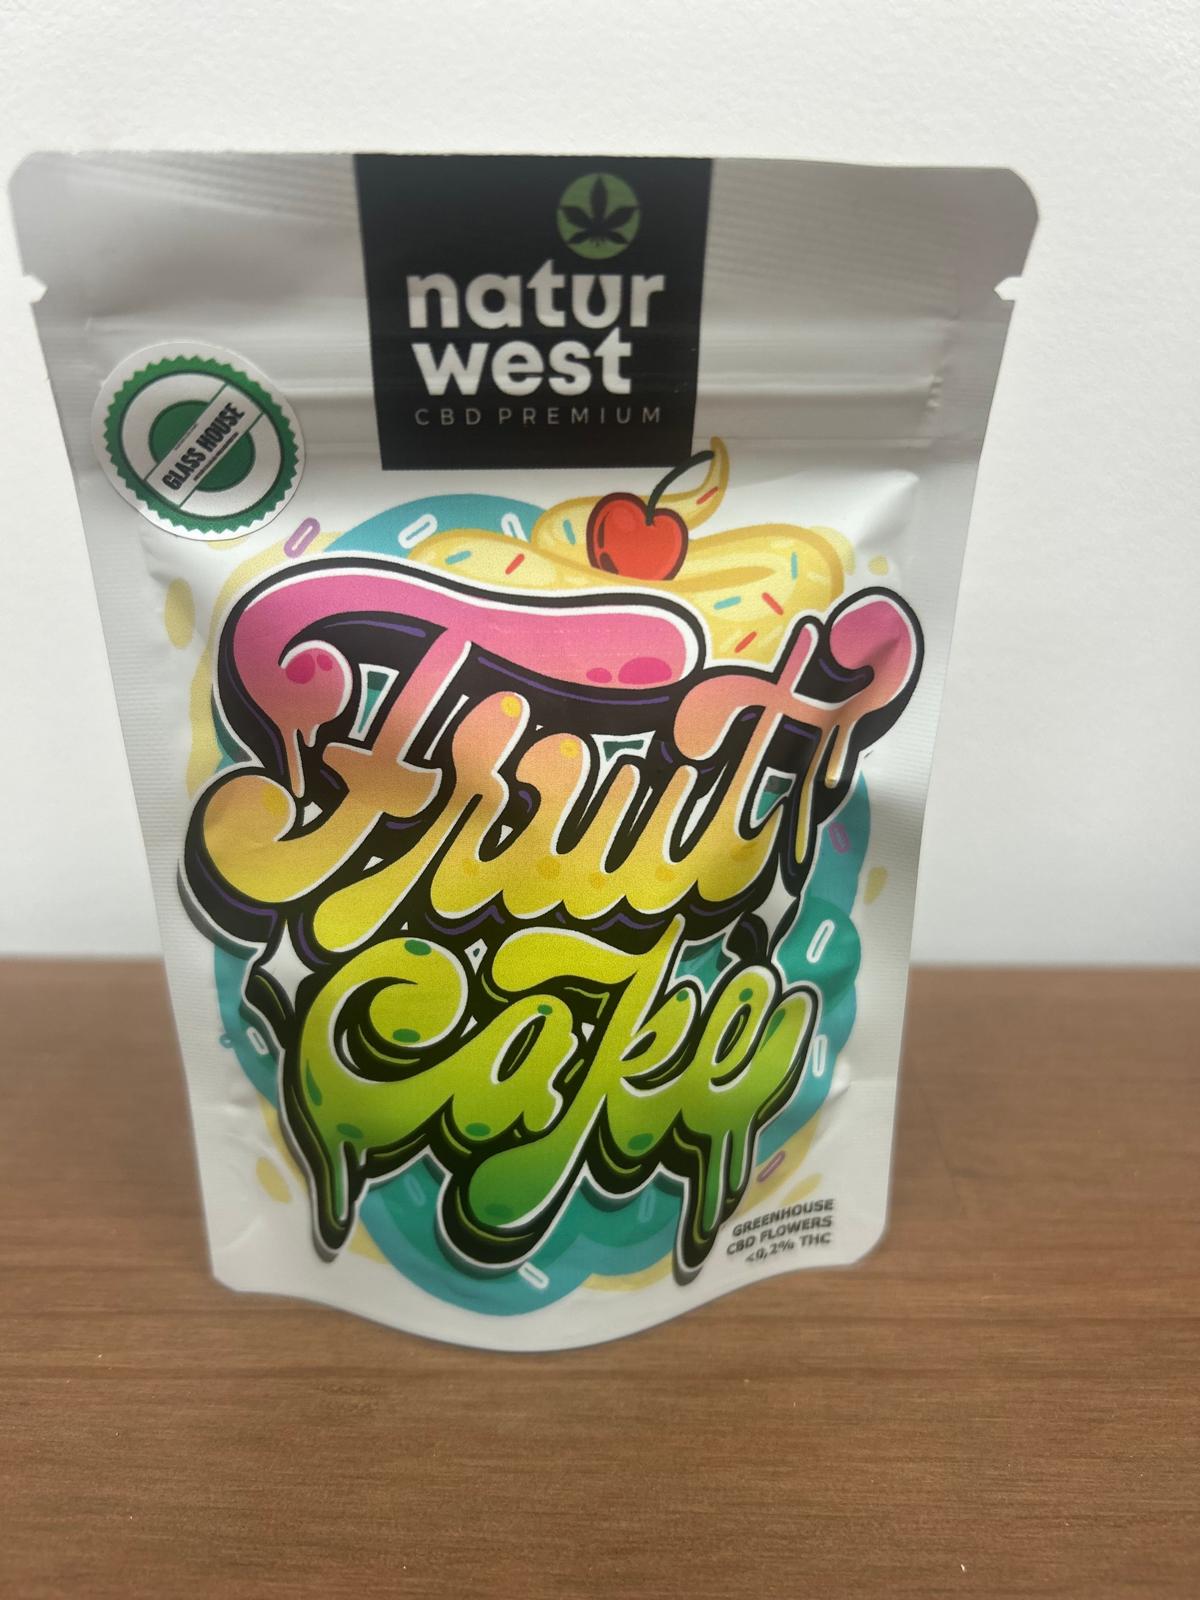 natur
west
CBD PREMIUM
GLASS HOUSE
Fruit
Cake
GREENHOUSE
CBD FLOWERS
<0,2% THC